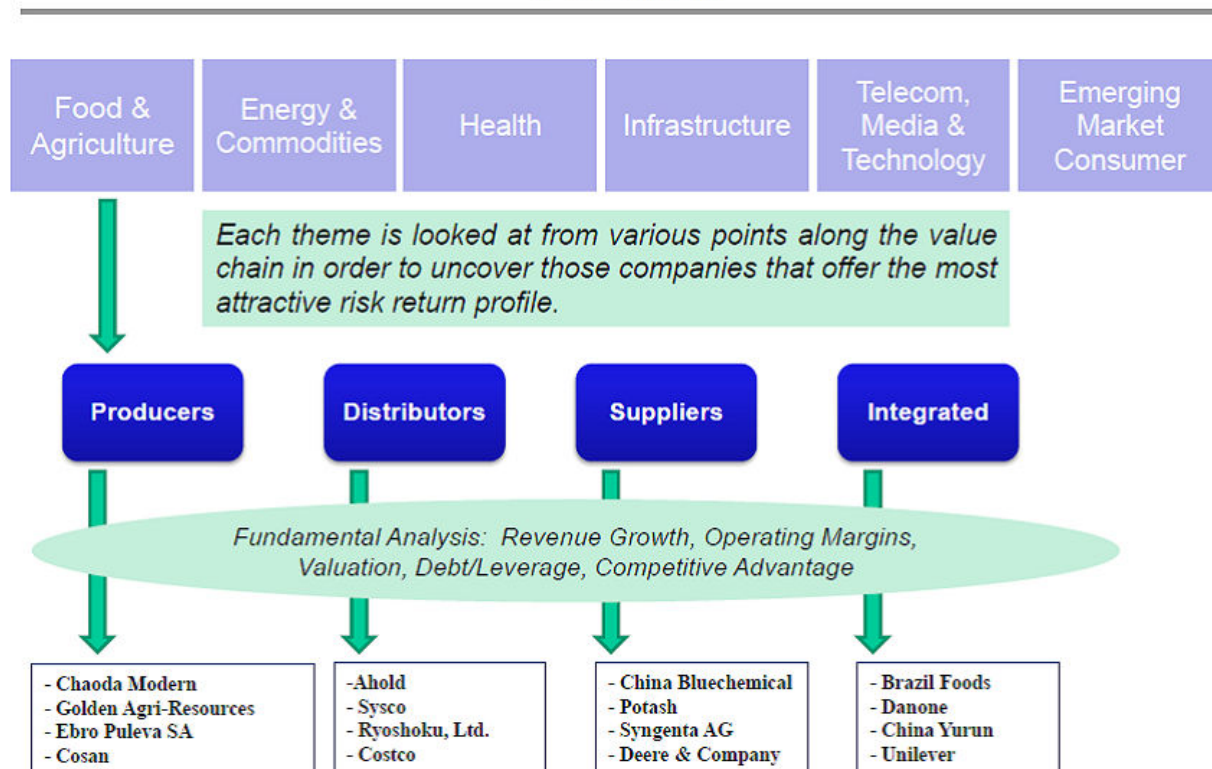 Food &
Agriculture
Energy &
Commodities
Health
Infrastructure
Telecom,
Media &
Technology
Emerging
Market
Consumer
Each theme is looked at from various points along the value
chain in order to uncover those companies that offer the most
attractive risk return profile.
Producers
Distributors
Suppliers
Integrated
Fundamental Analysis: Revenue Growth, Operating Margins,
Valuation, Debt/Leverage, Competitive Advantage
- Chaoda Modern
- Golden Agri-Resources
- Ebro Puleva SA
- Cosan
-Ahold
- Sysco
- Ryoshoku, Ltd.
- Costco
- China Bluechemical
- Potash
- Syngenta AG
- Deere & Company
- Brazil Foods
- Danone
- China Yurun
- Unilever